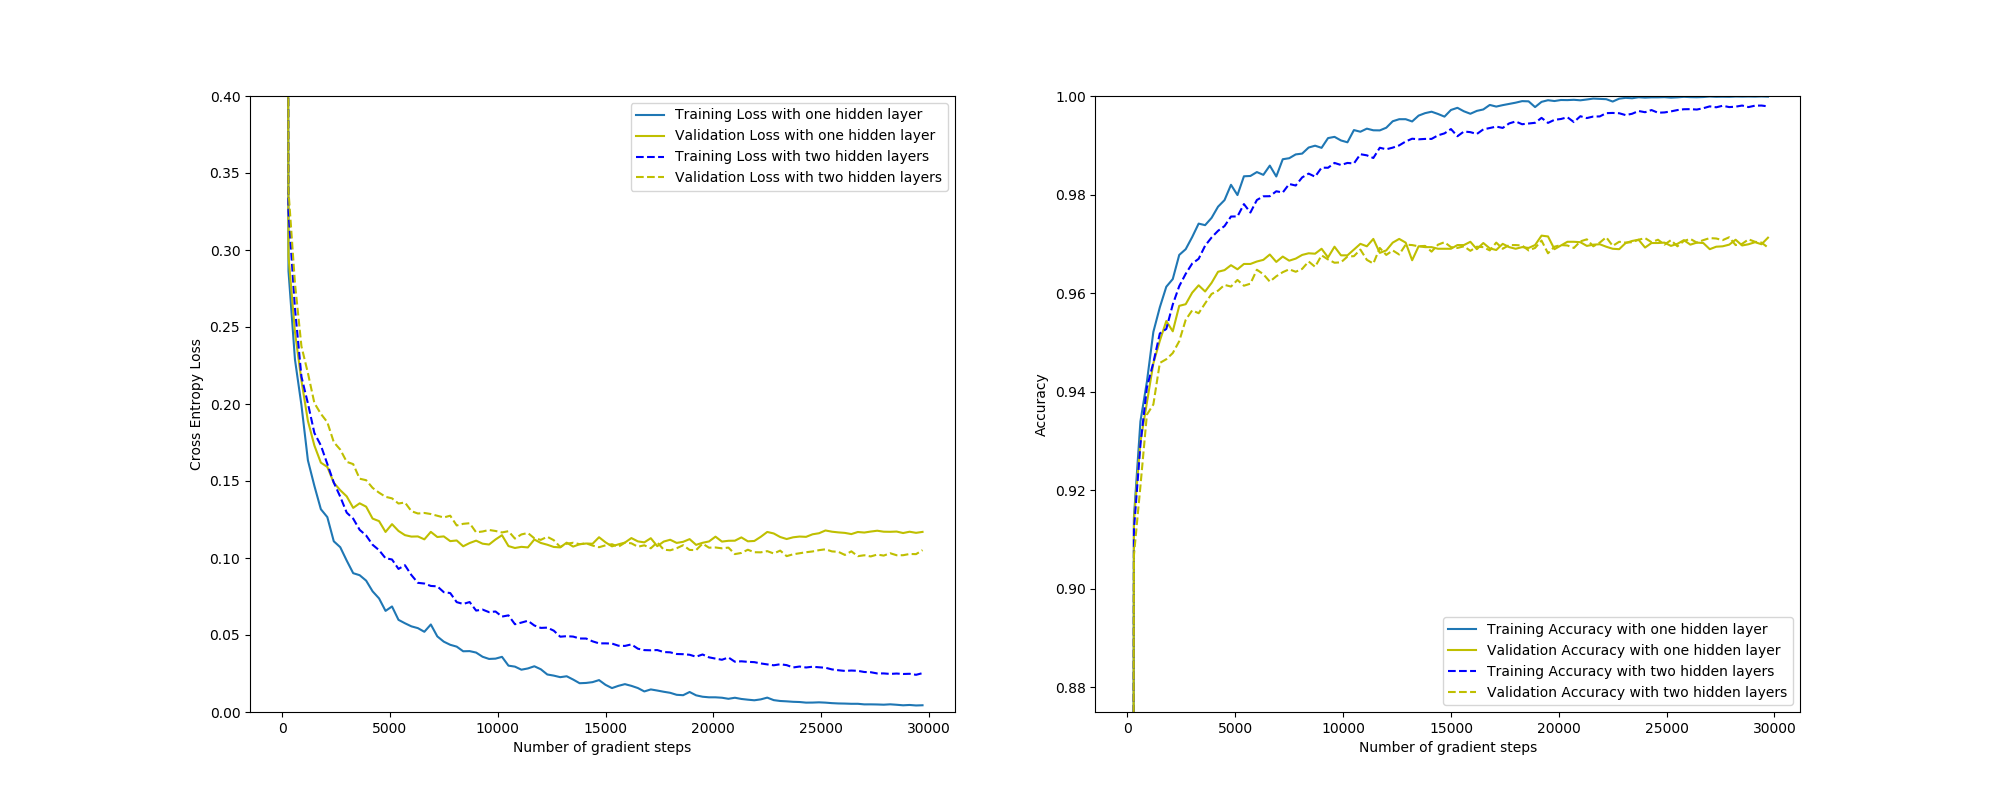 0.40
0.35
0.30
0.25
0.20
0.15
0.10
0.05
0.00
Cross Entropy Loss
Training Loss with one hidden layer
Validation Loss with one hidden layer
Training Loss with two hidden layers
Validation Loss with two hidden layers
0 5000 10000 15000 20000 25000 30000
Number of gradient steps
1.00
0.98
0.96
0.94
0.92
0.90
0.88
Accuracy
Training Accuracy with one hidden layer
Validation Accuracy with one hidden layer
Training Accuracy with two hidden layers
Validation Accuracy with two hidden layers
0 5000 10000 15000 20000 25000 30000
Number of gradient steps